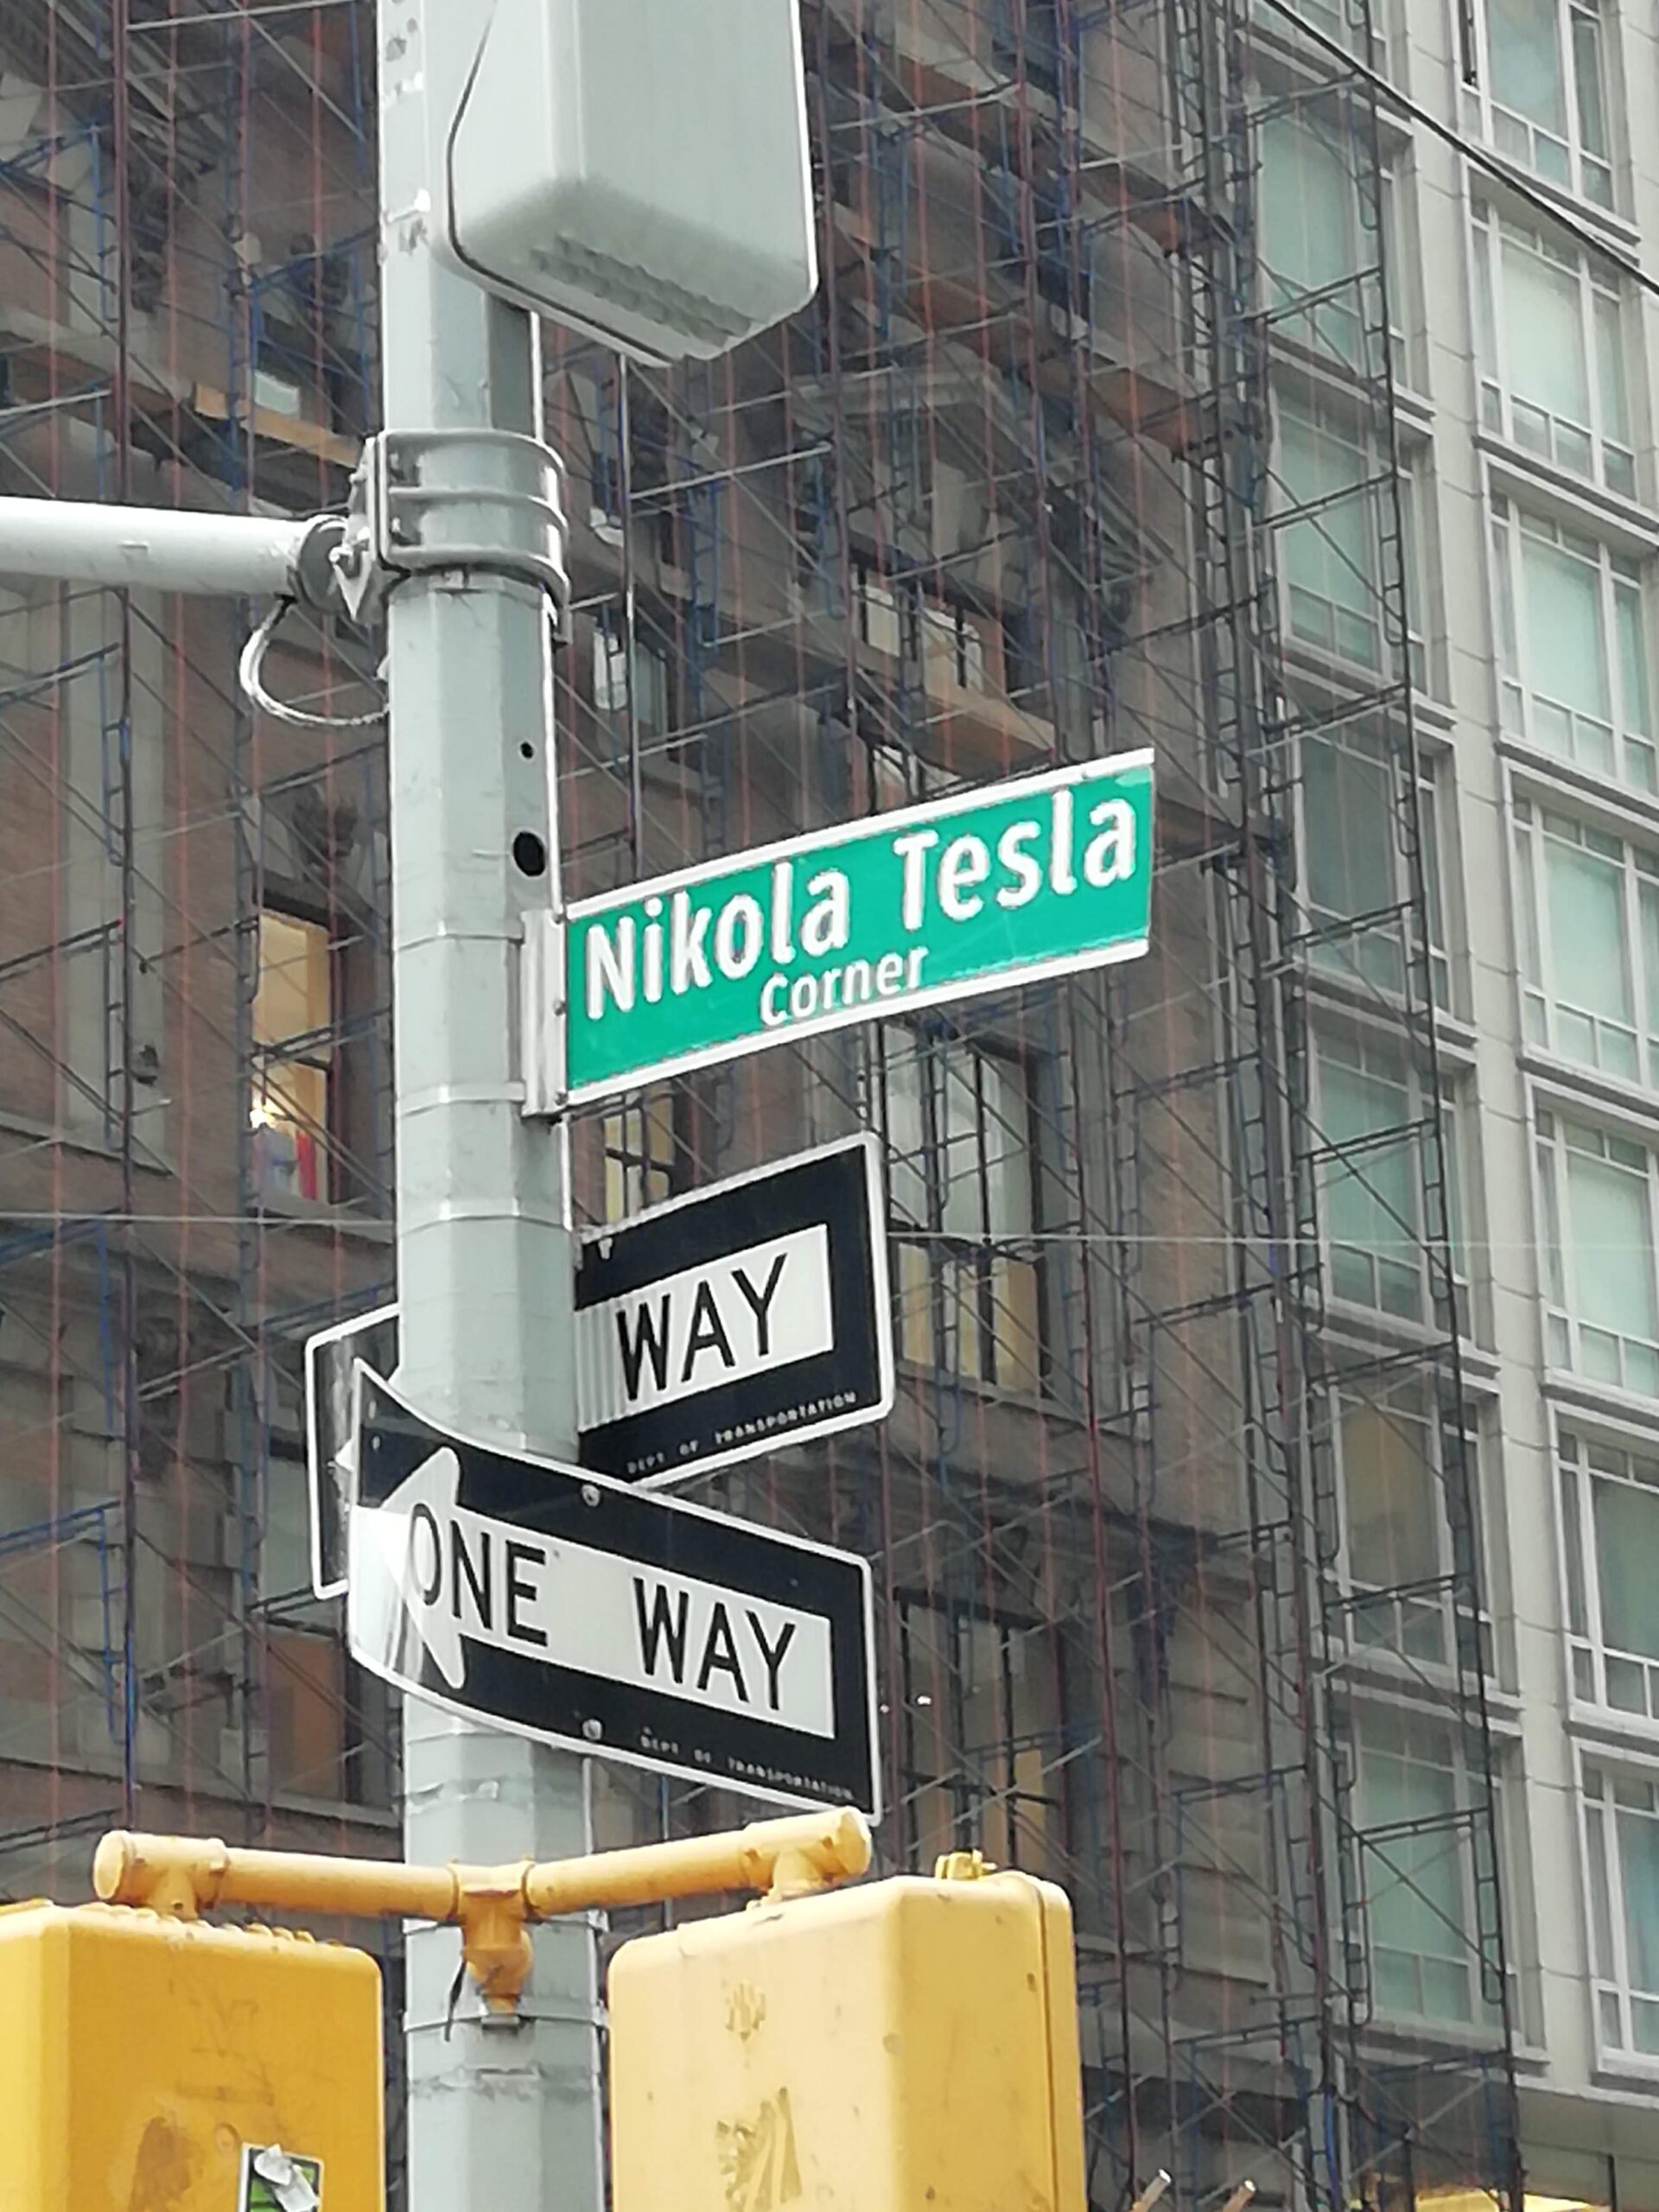 Nikola Tesla
Corner
WAY
DEPT OF TRANSPORTATION
ONE WAY
DEPT OF TRANSPORTATION